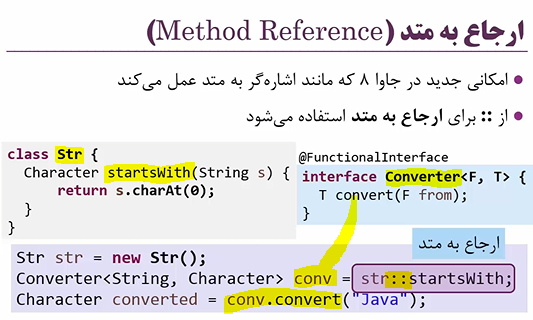 ارجاع به متد (Method Reference)
امکانی جدید در جاوا ۸ که مانند اشاره‌گر به متد عمل می‌کند
از :: برای ارجاع به متد استفاده می‌شود
class Str {
Character startsWith(String s) {
return s.charAt(0);
}
}
@FunctionalInterface
interface Converter<F, T> {
T convert(F from);
}
ارجاع به متد
Str str = new Str();
Converter<String, Character> conv = str::startsWith;
Character converted = conv.convert("Java");